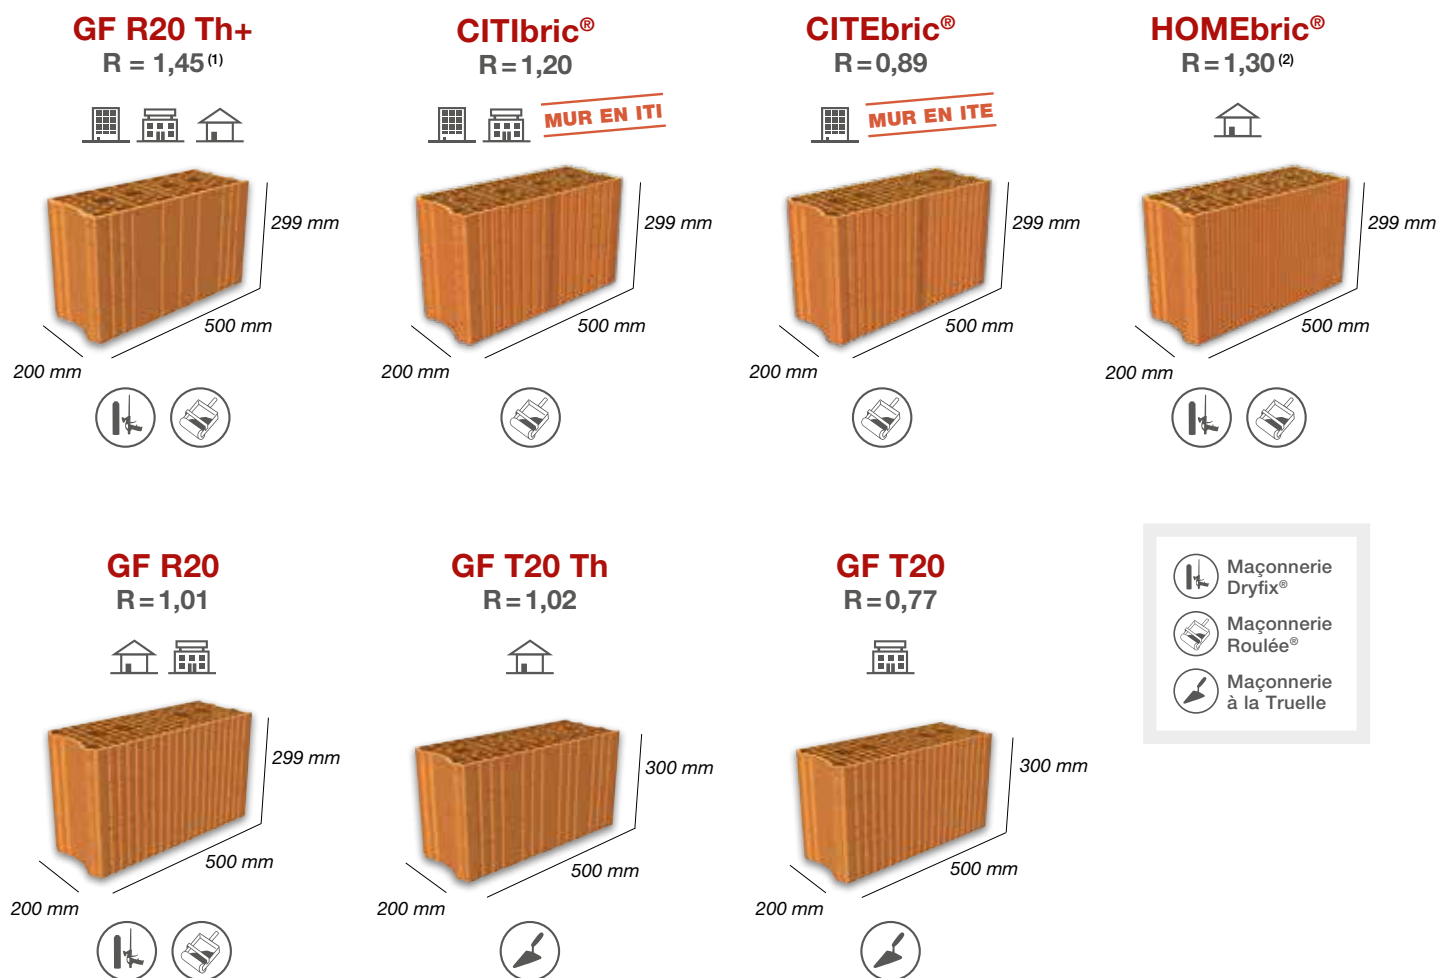 GF R20 Th+
R = 1,45 (1)
299 mm
500 mm
200 mm
CITIbric®
R = 1,20
MUR EN ITI
299 mm
500 mm
200 mm
CITEbric®
R = 0,89
MUR EN ITE
299 mm
500 mm
200 mm
HOMEbric®
R = 1,30 (2)
299 mm
500 mm
200 mm
GF R20
R = 1,01
299 mm
500 mm
200 mm
GF T20 Th
R = 1,02
300 mm
500 mm
200 mm
GF T20
R = 0,77
300 mm
500 mm
200 mm
Maçonnerie
Dryfix®
Maçonnerie
Roulée®
Maçonnerie
à la Truelle